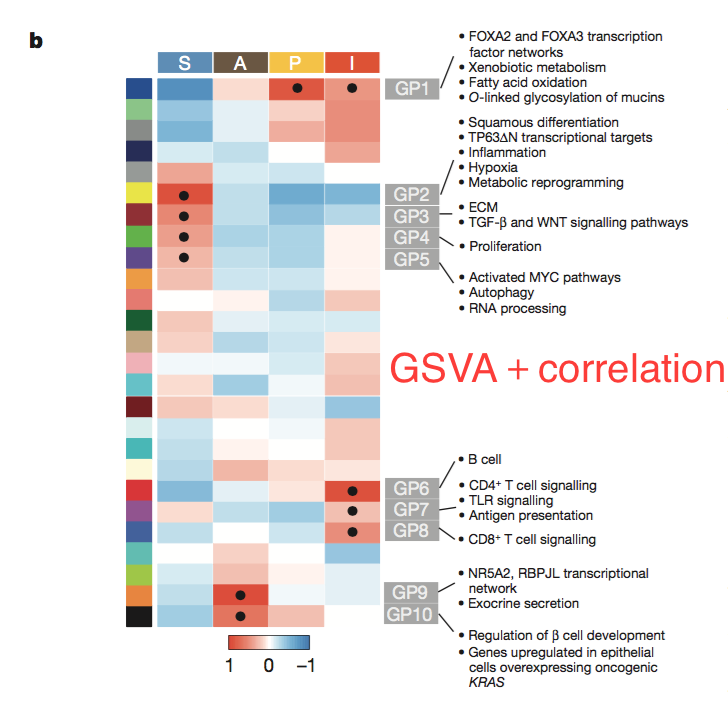 b
S A P I
GP1
• FOXA2 and FOXA3 transcription
factor networks
• Xenobiotic metabolism
• Fatty acid oxidation
• O-linked glycosylation of mucins
GP2
• Squamous differentiation
• TP63ΔN transcriptional targets
• Inflammation
• Hypoxia
• Metabolic reprogramming
GP3
• ECM
• TGF-β and WNT signalling pathways
GP4
• Proliferation
GP5
• Activated MYC pathways
• Autophagy
• RNA processing
GSVA + correlation
GP6
• B cell
GP7
• CD4⁺ T cell signalling
• TLR signalling
• Antigen presentation
GP8
• CD8⁺ T cell signalling
GP9
• NR5A2, RBPJL transcriptional
network
• Exocrine secretion
GP10
• Regulation of β cell development
• Genes upregulated in epithelial
cells overexpressing oncogenic
KRAS
1 0 −1